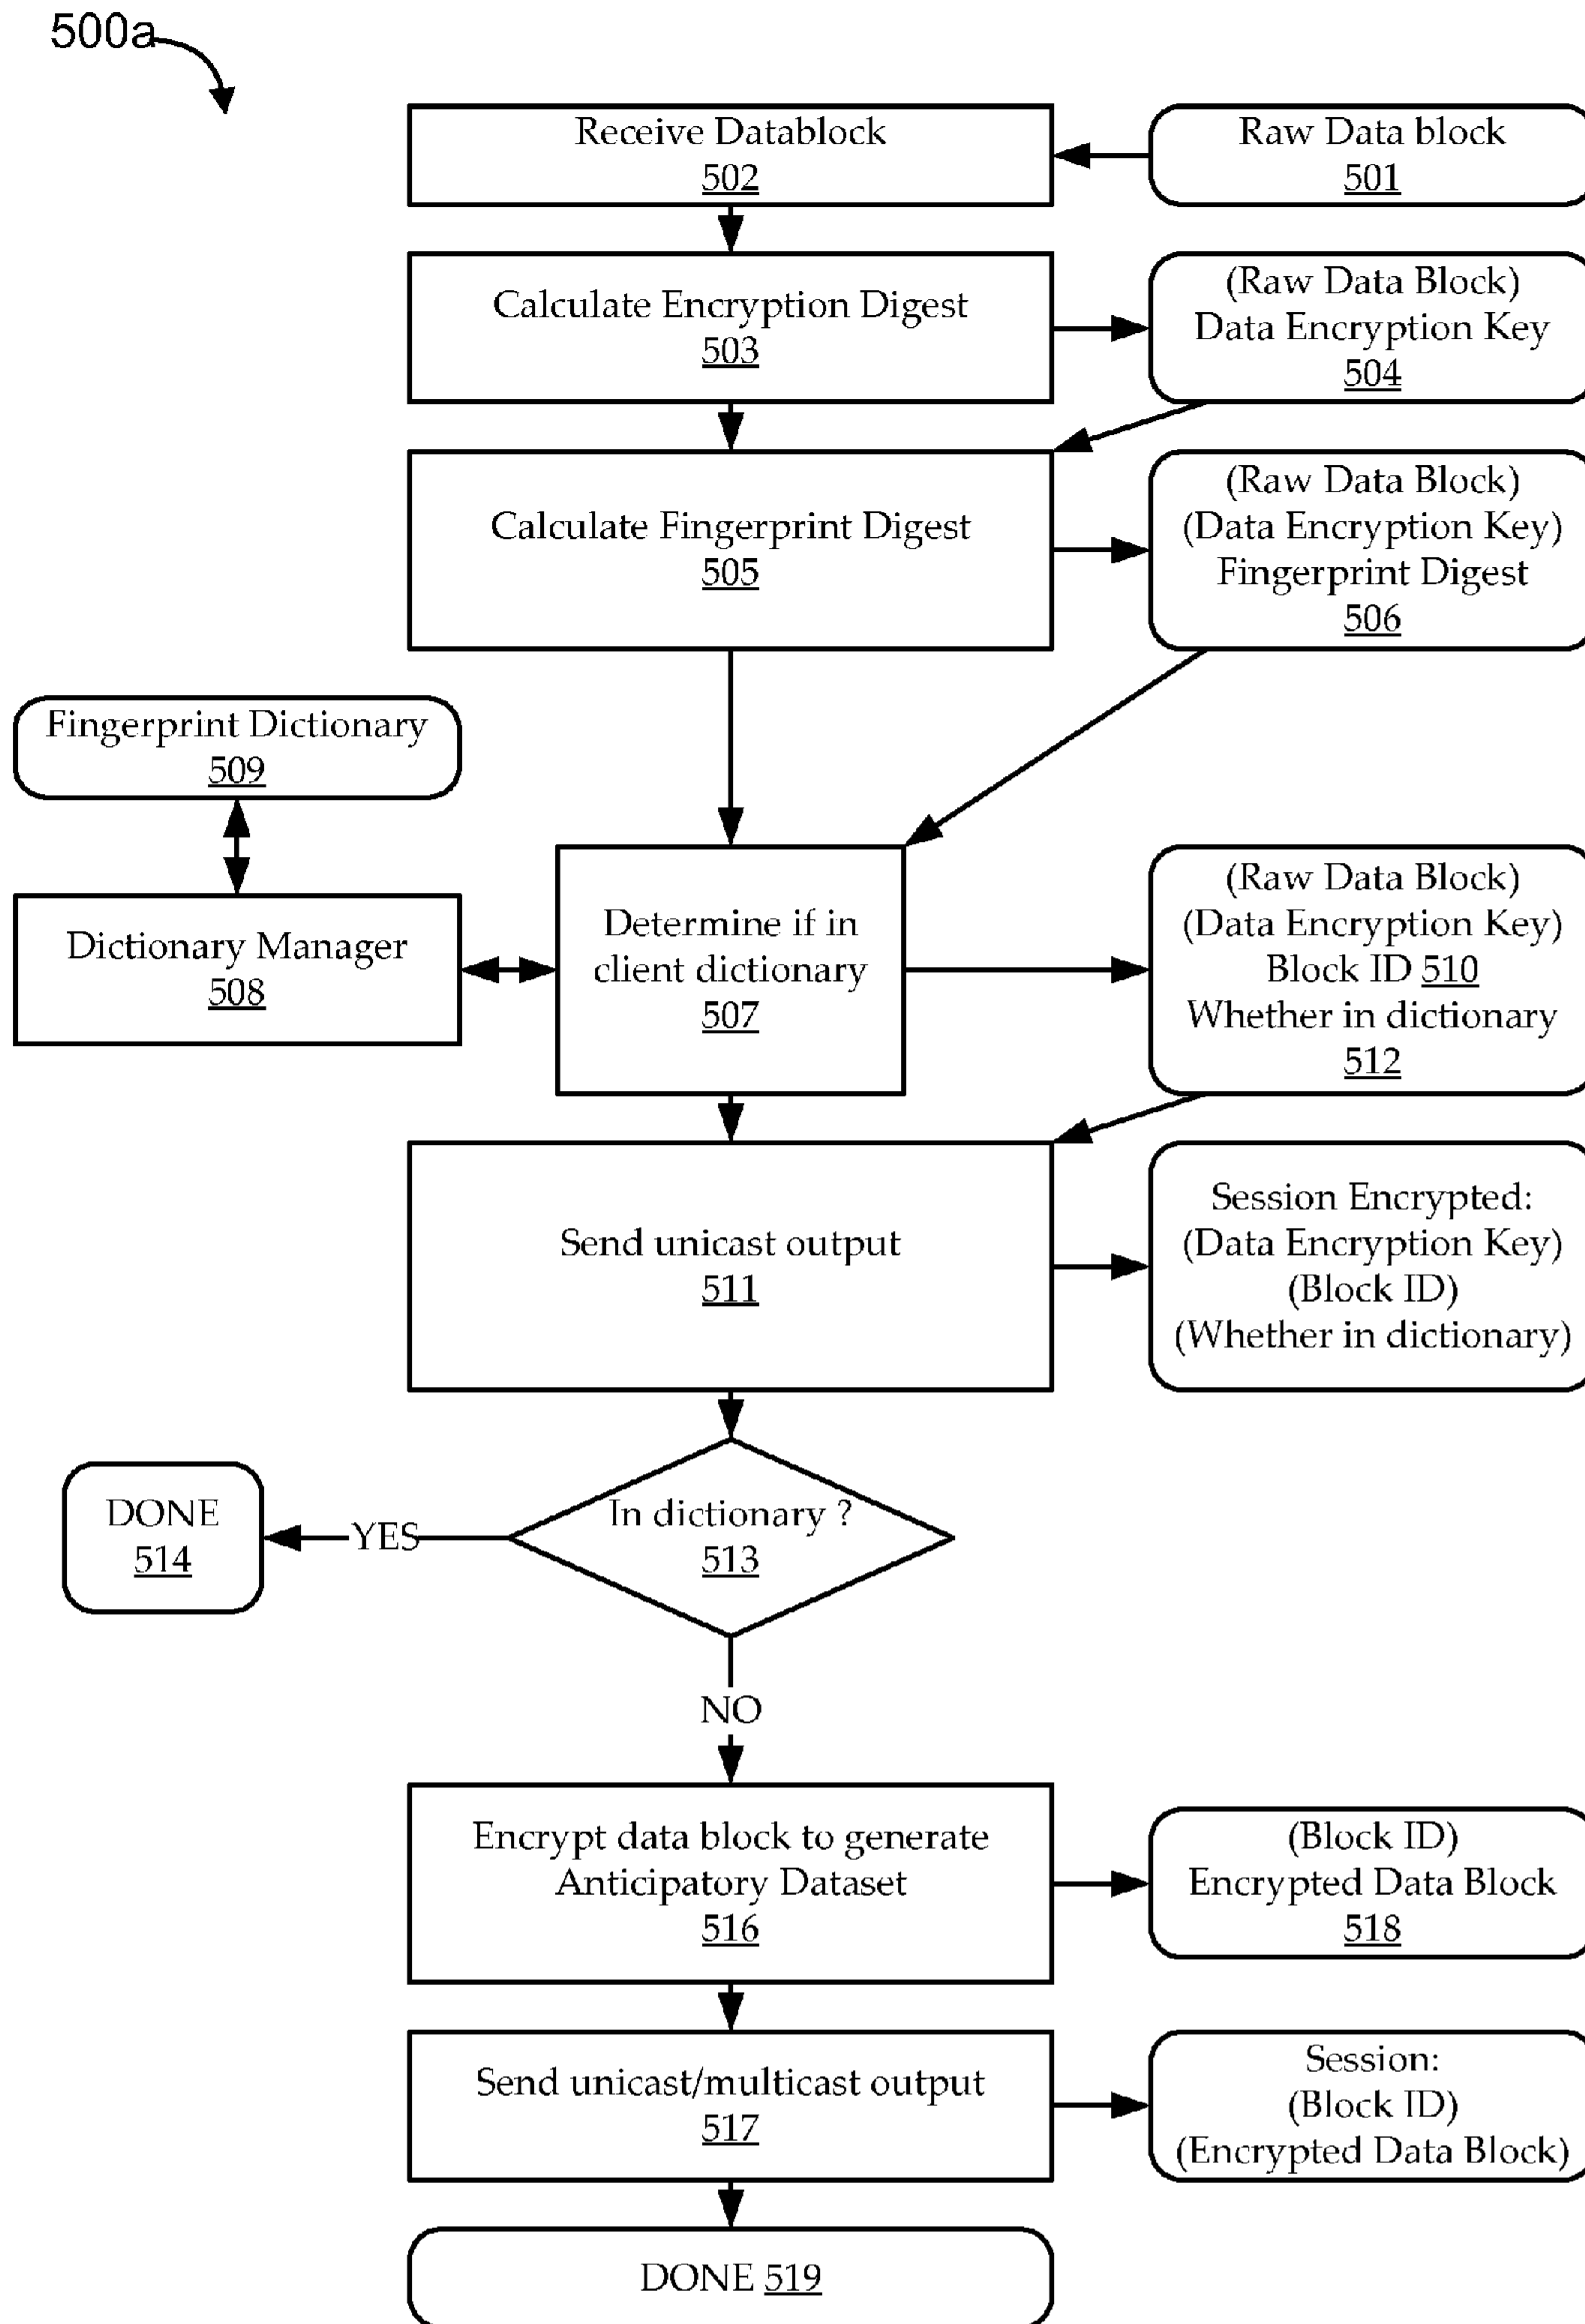 500a
Receive Datablock
502
Raw Data block
501
Calculate Encryption Digest
503
(Raw Data Block)
Data Encryption Key
504
Calculate Fingerprint Digest
505
(Raw Data Block)
(Data Encryption Key)
Fingerprint Digest
506
Fingerprint Dictionary
509
Dictionary Manager
508
Determine if in
client dictionary
507
(Raw Data Block)
(Data Encryption Key)
Block ID 510
Whether in dictionary
512
Send unicast output
511
Session Encrypted:
(Data Encryption Key)
(Block ID)
(Whether in dictionary)
In dictionary ?
513
YES
DONE
514
NO
Encrypt data block to generate
Anticipatory Dataset
516
(Block ID)
Encrypted Data Block
518
Send unicast/multicast output
517
Session:
(Block ID)
(Encrypted Data Block)
DONE 519